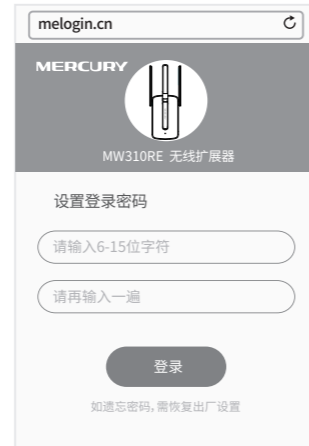 melogin.cn
MERCURY
MW310RE 无线扩展器
设置登录密码
请输入6-15位字符
请再输入一遍
登录
如遗忘密码,需恢复出厂设置